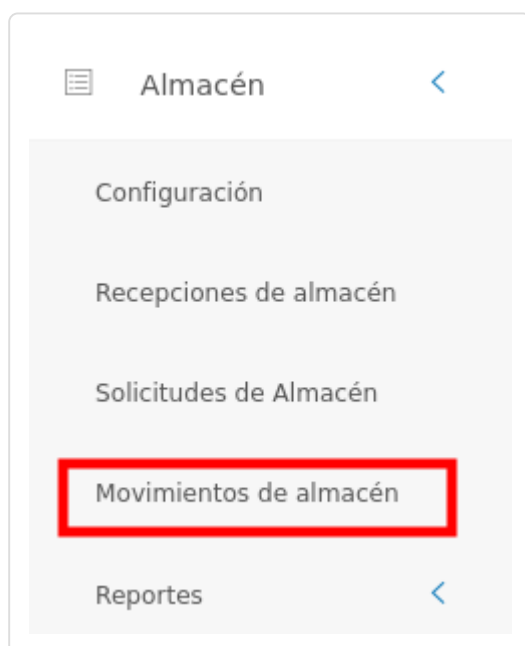 Almacén
Configuración
Recepciones de almacén
Solicitudes de Almacén
Movimientos de almacén
Reportes